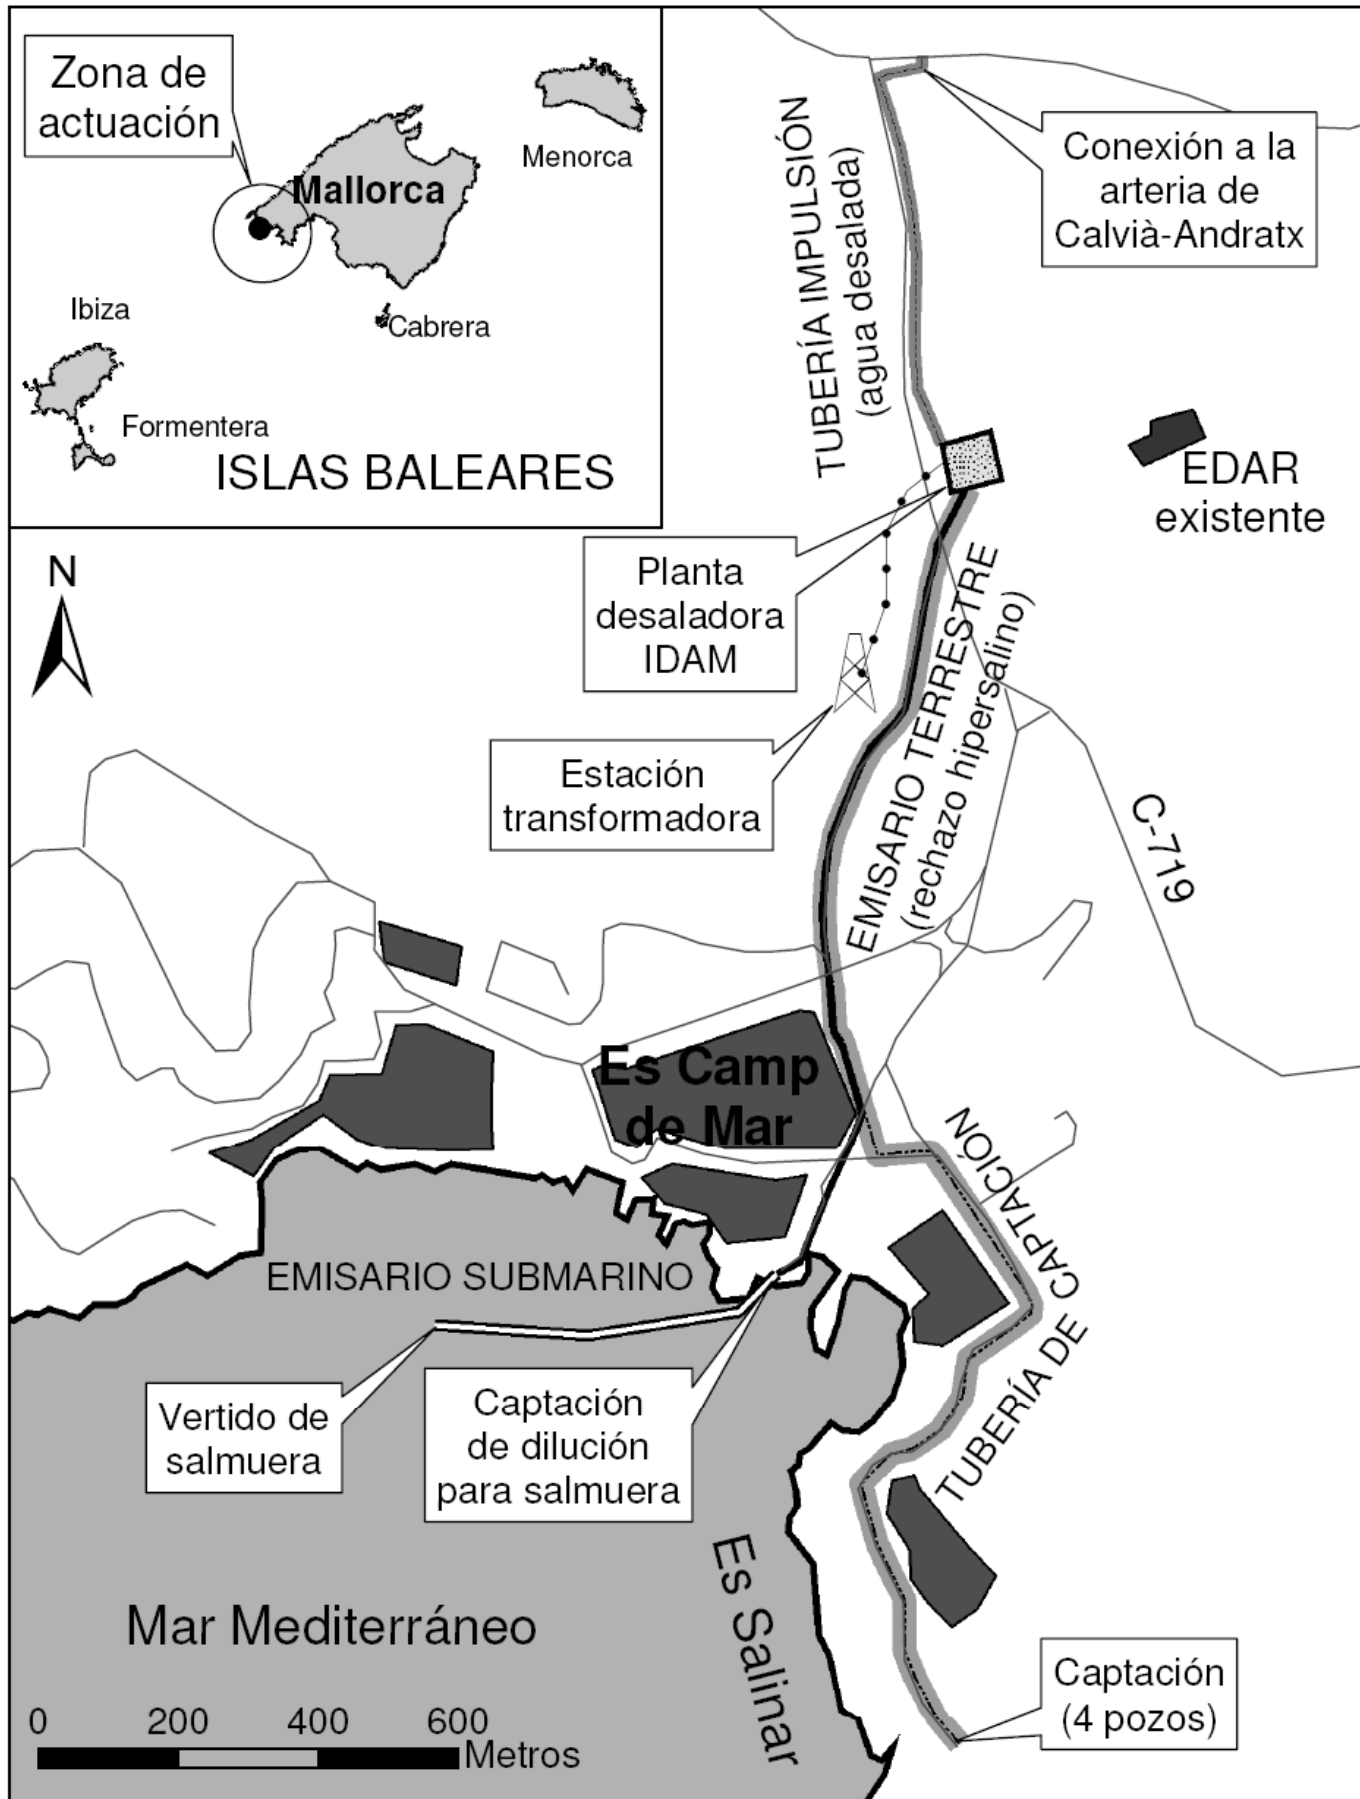 Zona de
actuación
Menorca
Mallorca
Ibiza
Cabrera
Formentera
ISLAS BALEARES
Conexión a la
arteria de
Calvià-Andratx
TUBERÍA IMPULSIÓN
(agua desalada)
EDAR
existente
N
Planta
desaladora
IDAM
EMISARIO TERRESTRE
(rechazo hipersalino)
Estación
transformadora
C-719
Es Camp
de Mar
TUBERÍA DE CAPTACIÓN
EMISARIO SUBMARINO
Vertido de
salmuera
Captación
de dilución
para salmuera
Es Salinar
Mar Mediterráneo
Captación
(4 pozos)
0 200 400 600
Metros